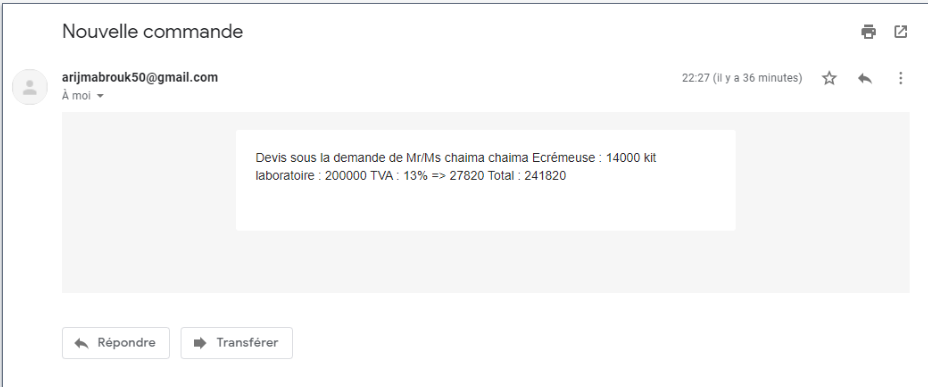 Nouvelle commande
arijmabrouk50@gmail.com
22:27 (il y a 36 minutes)
À moi
Devis sous la demande de Mr/Ms chaima chaima Ecrémeuse : 14000 kit
laboratoire : 200000 TVA : 13% => 27820 Total : 241820
Répondre
Transférer